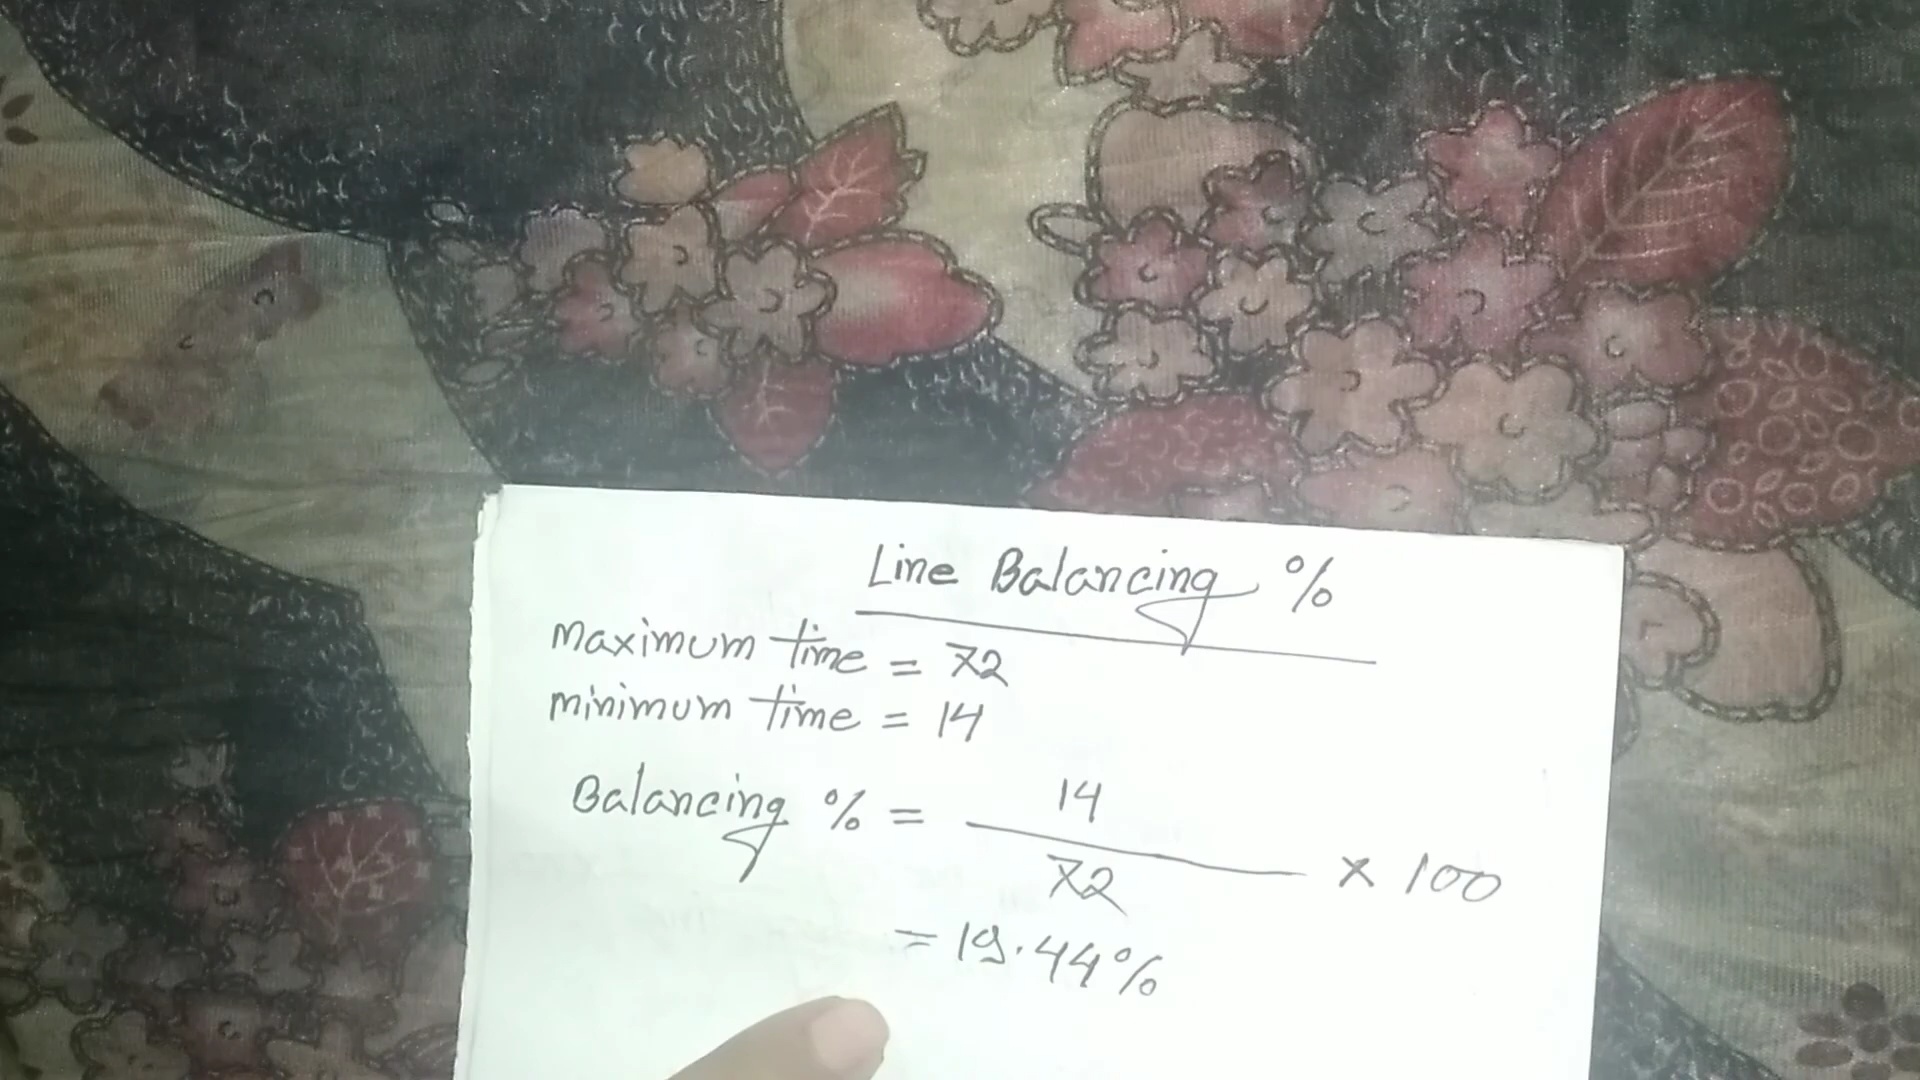 Line Balancing %
maximum time = 72
minimum time = 14
Balancing % = 14
72 × 100
= 19.44%